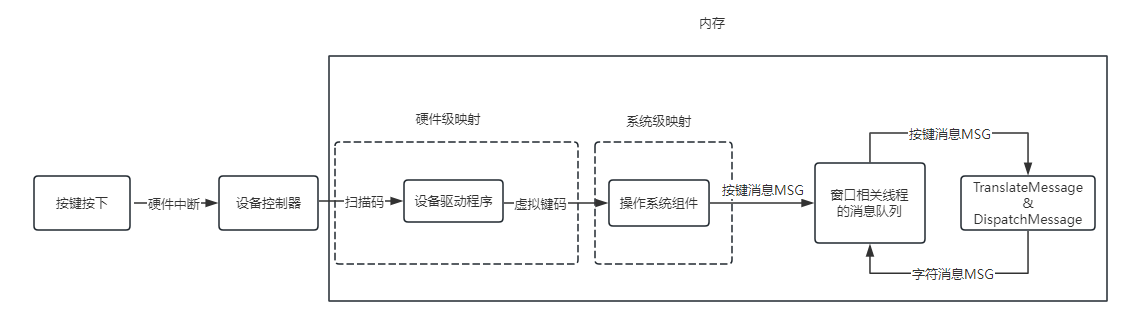 内存
硬件级映射
系统级映射
按键按下
硬件中断
设备控制器
扫描码
设备驱动程序
虚拟键码
操作系统组件
按键消息MSG
窗口相关线程
的消息队列
按键消息MSG
TranslateMessage
&
DispatchMessage
字符消息MSG